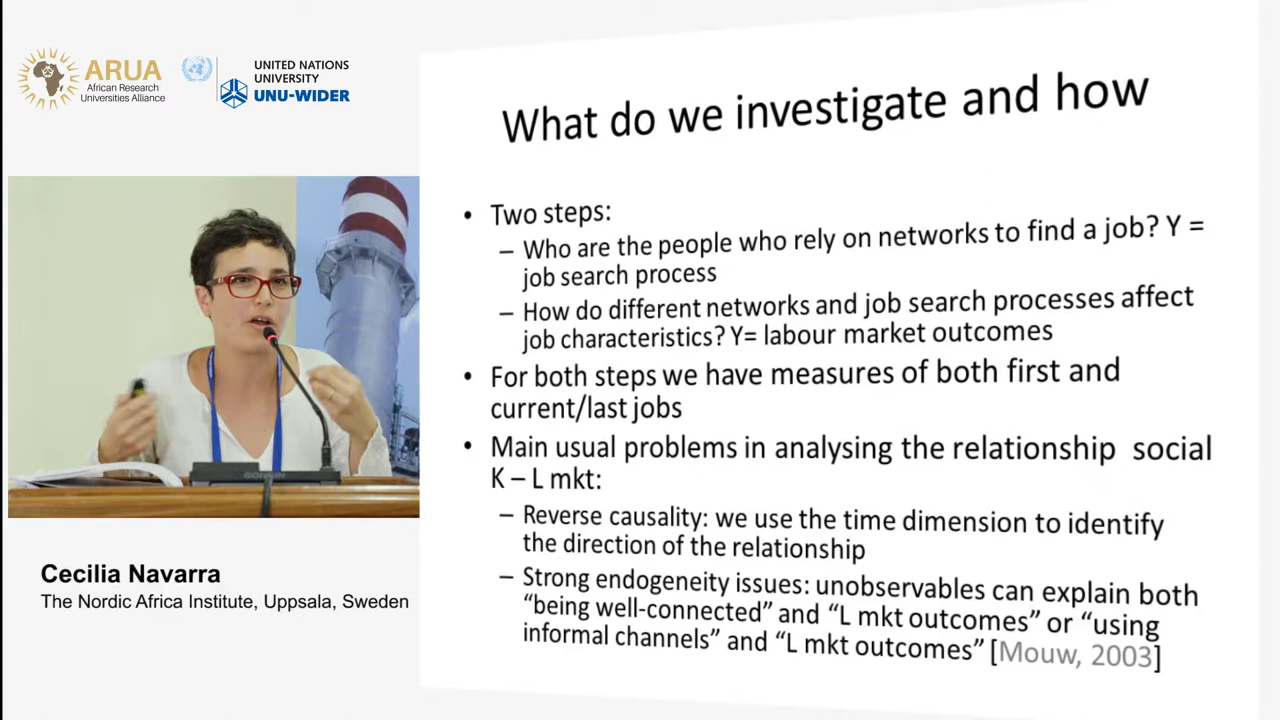 ARUA
African Research
Universities Alliance
UNITED NATIONS
UNIVERSITY
UNU-WIDER
What do we investigate and how
• Two steps:
– Who are the people who rely on networks to find a job? Y =
job search process
– How do different networks and job search processes affect
job characteristics? Y= labour market outcomes
• For both steps we have measures of both first and
current/last jobs
• Main usual problems in analysing the relationship social
K – L mkt:
– Reverse causality: we use the time dimension to identify
the direction of the relationship
– Strong endogeneity issues: unobservables can explain both
“being well-connected” and “L mkt outcomes” or “using
informal channels” and “L mkt outcomes” [Mouw, 2003]
Cecilia Navarra
The Nordic Africa Institute, Uppsala, Sweden